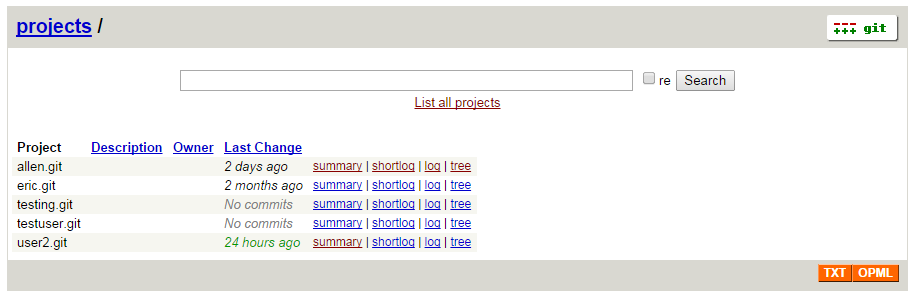 projects /
git
re Search
List all projects
Project Description Owner Last Change
allen.git 2 days ago summary | shortlog | log | tree
eric.git 2 months ago summary | shortlog | log | tree
testing.git No commits summary | shortlog | log | tree
testuser.git No commits summary | shortlog | log | tree
user2.git 24 hours ago summary | shortlog | log | tree
TXT OPML